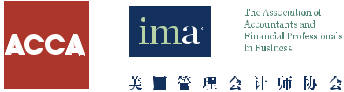 ACCA
ima
The Association of
Accountants and
Financial Professionals
in Business
美国管理会计师协会